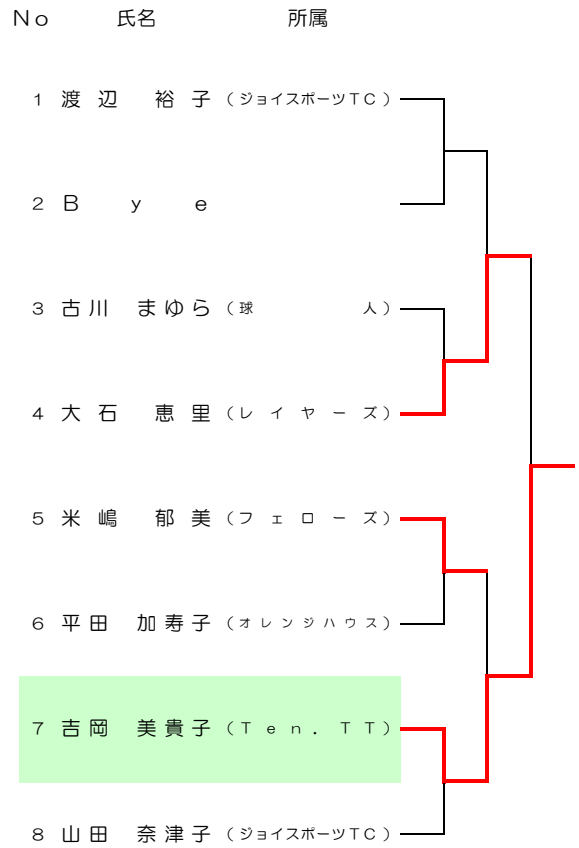 No 氏名 所属
1 渡辺 裕子 (ジョイスポーツTC)
2 Bye
3 古川 まゆら (球人)
4 大石 恵里 (レイヤーズ)
5 米嶋 郁美 (フェローズ)
6 平田 加寿子 (オレンジハウス)
7 吉岡 美貴子 (Ten.TT)
8 山田 奈津子 (ジョイスポーツTC)